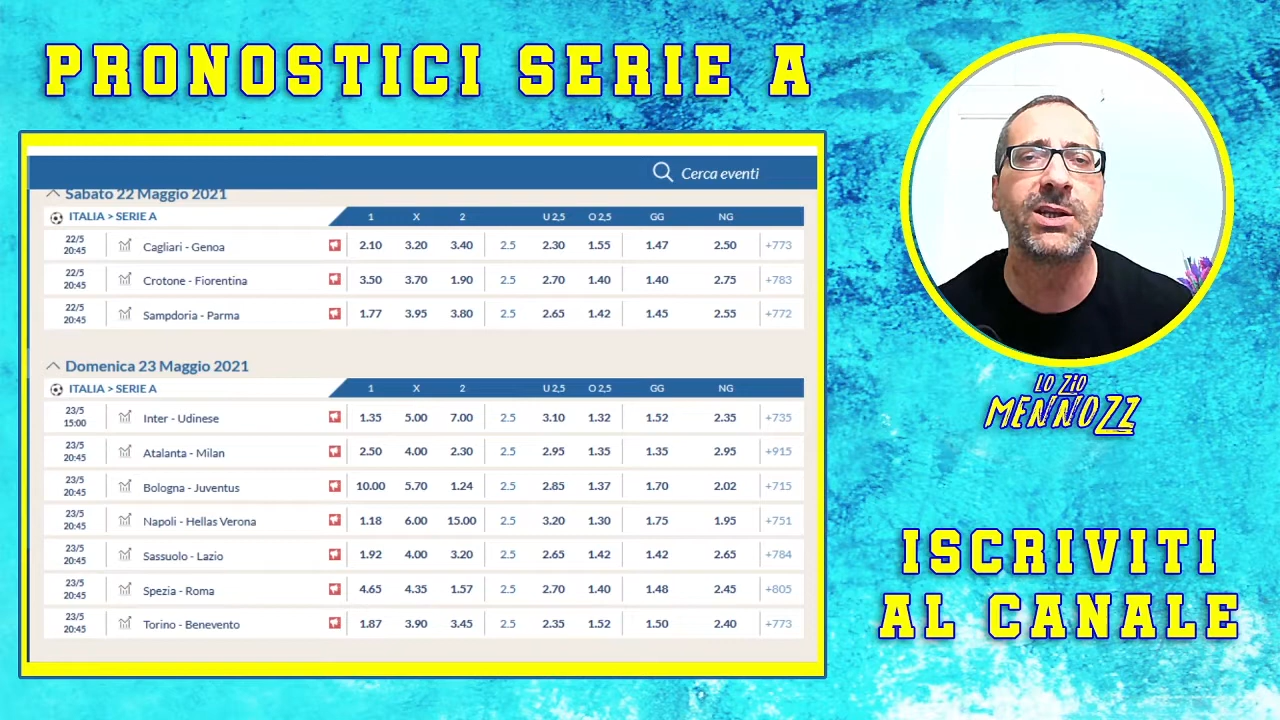 PRONOSTICI SERIE A
Cerca eventi
Sabato 22 Maggio 2021
ITALIA > SERIE A 1 X 2 U 2,5 O 2,5 GG NG
22/5 20:45 Cagliari - Genoa 2.10 3.20 3.40 2.5 2.30 1.55 1.47 2.50 +773
22/5 20:45 Crotone - Fiorentina 3.50 3.70 1.90 2.5 2.70 1.40 1.40 2.75 +783
22/5 20:45 Sampdoria - Parma 1.77 3.95 3.80 2.5 2.65 1.42 1.45 2.55 +772
Domenica 23 Maggio 2021
ITALIA > SERIE A 1 X 2 U 2,5 O 2,5 GG NG
23/5 15:00 Inter - Udinese 1.35 5.00 7.00 2.5 3.10 1.32 1.52 2.35 +735
23/5 20:45 Atalanta - Milan 2.50 4.00 2.30 2.5 2.95 1.35 1.35 2.95 +915
23/5 20:45 Bologna - Juventus 10.00 5.70 1.24 2.5 2.85 1.37 1.70 2.02 +715
23/5 20:45 Napoli - Hellas Verona 1.18 6.00 15.00 2.5 3.20 1.30 1.75 1.95 +751
23/5 20:45 Sassuolo - Lazio 1.92 4.00 3.20 2.5 2.65 1.42 1.42 2.65 +784
23/5 20:45 Spezia - Roma 4.65 4.35 1.57 2.5 2.70 1.40 1.48 2.45 +805
23/5 20:45 Torino - Benevento 1.87 3.90 3.45 2.5 2.35 1.52 1.50 2.40 +773
LO ZIO
MENNOZZ
ISCRIVITI
AL CANALE